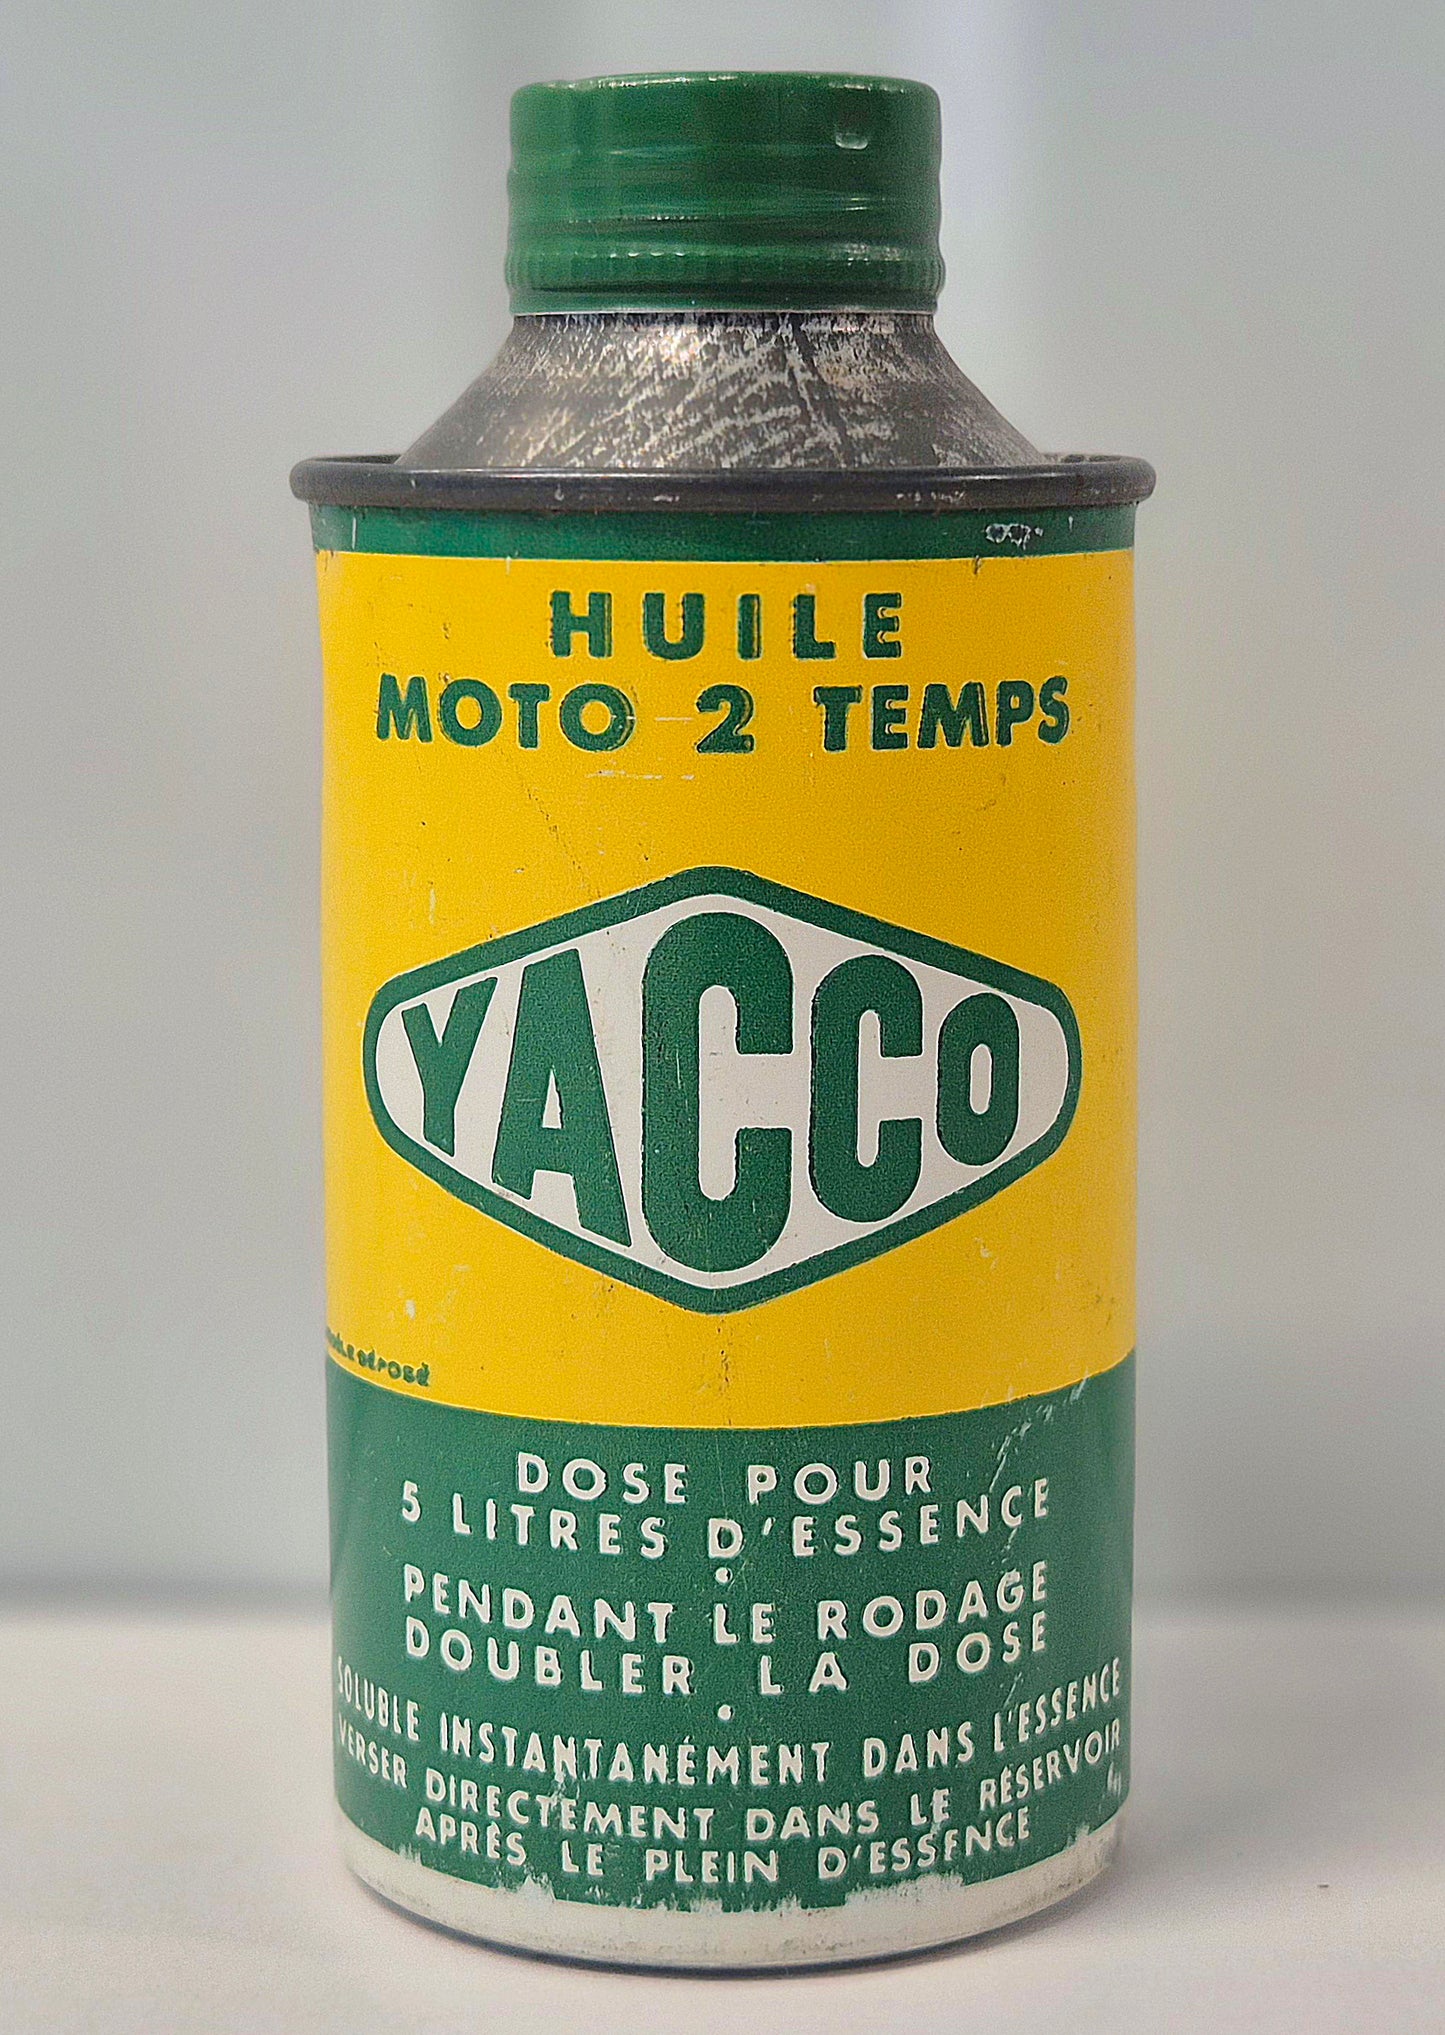 HUILE
MOTO 2 TEMPS
YACCO
DÉPOSÉ
DOSE POUR
5 LITRES D'ESSENCE
PENDANT LE RODAGE
DOUBLER LA DOSE
SOLUBLE INSTANTANÉMENT DANS L'ESSENCE
VERSER DIRECTEMENT DANS LE RÉSERVOIR
APRÈS LE PLEIN D'ESSENCE